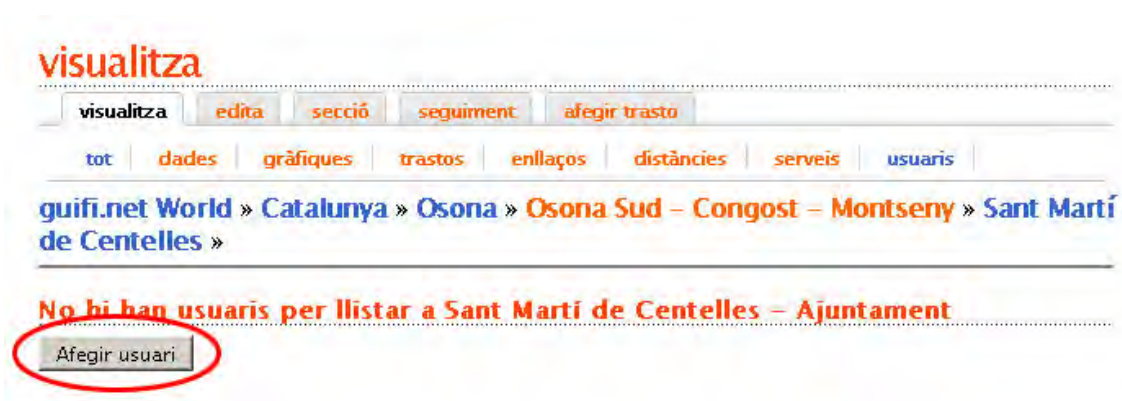 visualitza
visualitza edita secció seguiment afegir trasto
tot dades gràfiques trastos enllaços distàncies serveis usuaris
guifi.net World » Catalunya » Osona » Osona Sud – Congost – Montseny » Sant Martí
de Centelles »
No hi han usuaris per llistar a Sant Martí de Centelles – Ajuntament
Afegir usuari